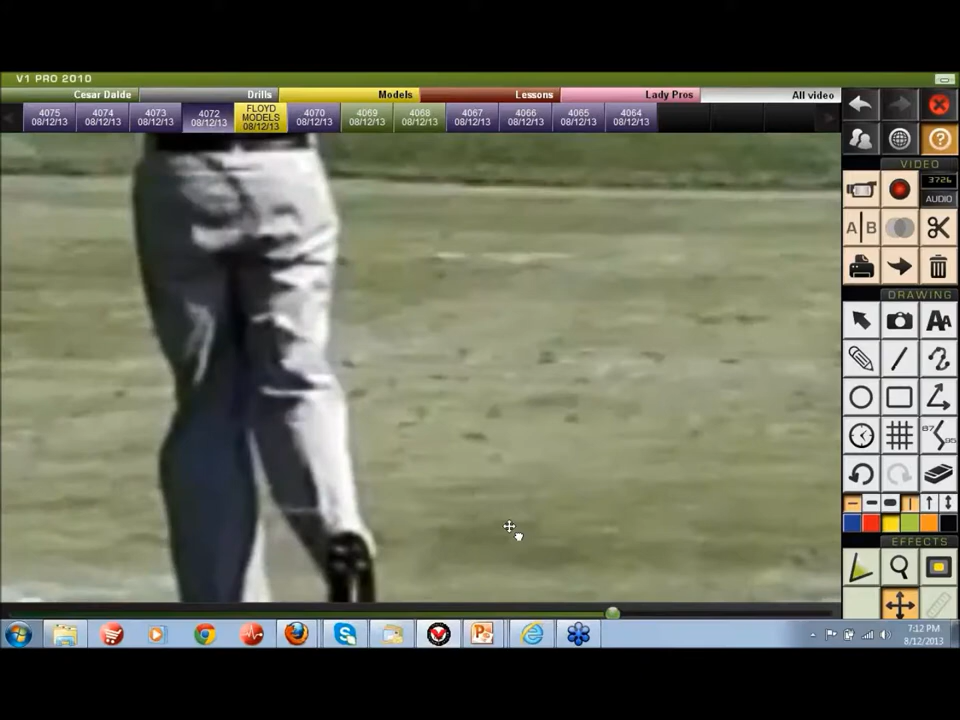 V1 PRO 2010
Cesar Dalde Drills Models Lessons Lady Pros All video
4075 08/12/13
4074 08/12/13
4073 08/12/13
4072 08/12/13
FLOYD MODELS 08/12/13
4070 08/12/13
4069 08/12/13
4068 08/12/13
4067 08/12/13
4066 08/12/13
4065 08/12/13
4064 08/12/13
VIDEO
3726
AUDIO
A|B
DRAWING
AA
87
95
EFFECTS
7:12 PM
8/12/2013